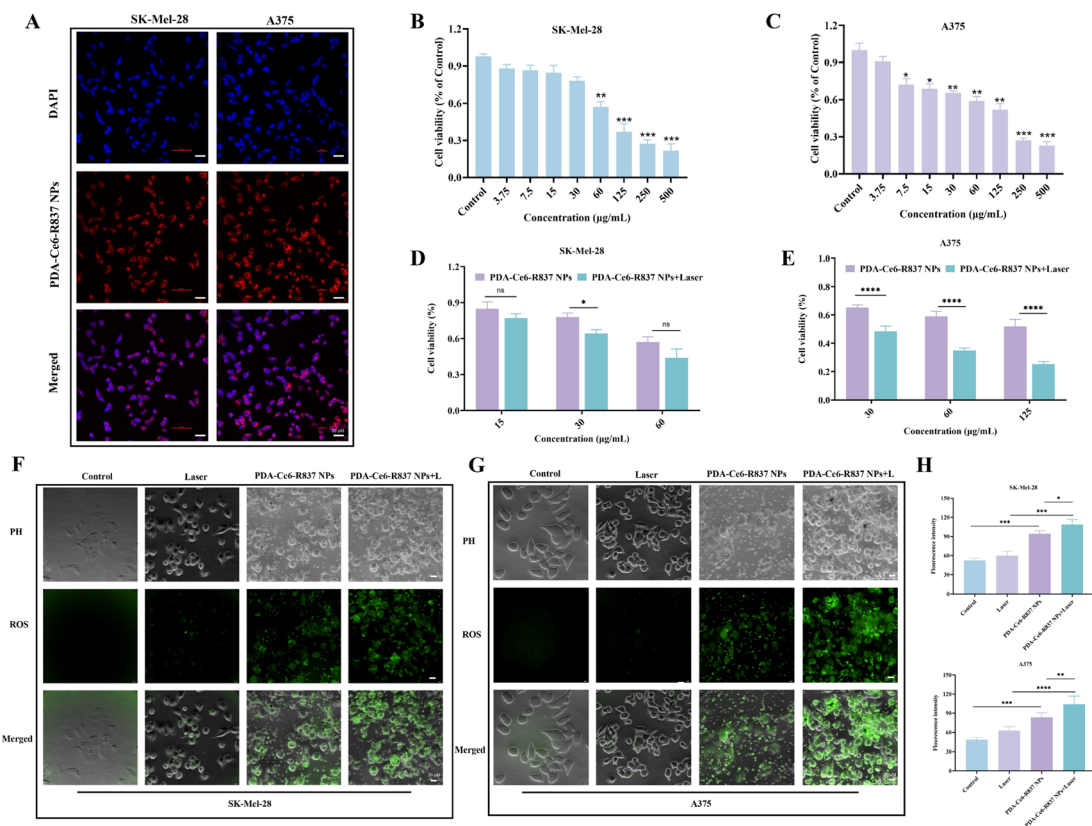 A
SK-Mel-28
A375
DAPI
PDA-Ce6-R837 NPs
Merged
B
SK-Mel-28
Cell viability (% of Control)
1.2
0.9
0.6
0.3
0.0
**
***
***
***
Control
3.75
7.5
15
30
60
125
250
500
Concentration (μg/mL)
C
A375
Cell viability (% of Control)
1.2
0.9
0.6
0.3
0.0
*
*
**
**
**
***
***
Control
3.75
7.5
15
30
60
125
250
500
Concentration (μg/mL)
D
SK-Mel-28
PDA-Ce6-R837 NPs
PDA-Ce6-R837 NPs+Laser
Cell viability (%)
1.2
0.9
0.6
0.3
0.0
ns
*
ns
15
30
60
Concentration (μg/mL)
E
A375
PDA-Ce6-R837 NPs
PDA-Ce6-R837 NPs+Laser
Cell viability (%)
1.0
0.8
0.6
0.4
0.2
0.0
****
****
****
30
60
125
Concentration (μg/mL)
F
Control
Laser
PDA-Ce6-R837 NPs
PDA-Ce6-R837 NPs+L
PH
ROS
Merged
20 μM
SK-Mel-28
G
Control
Laser
PDA-Ce6-R837 NPs
PDA-Ce6-R837 NPs+L
PH
ROS
Merged
A375
H
SK-Mel-28
Flourescence intensity
150
120
90
60
30
0
***
***
*
Control
Laser
PDA-Ce6-R837 NPs
PDA-Ce6-R837 NPs+Laser
A375
Flourescence intensity
150
120
90
60
30
0
***
****
**
Control
Laser
PDA-Ce6-R837 NPs
PDA-Ce6-R837 NPs+Laser